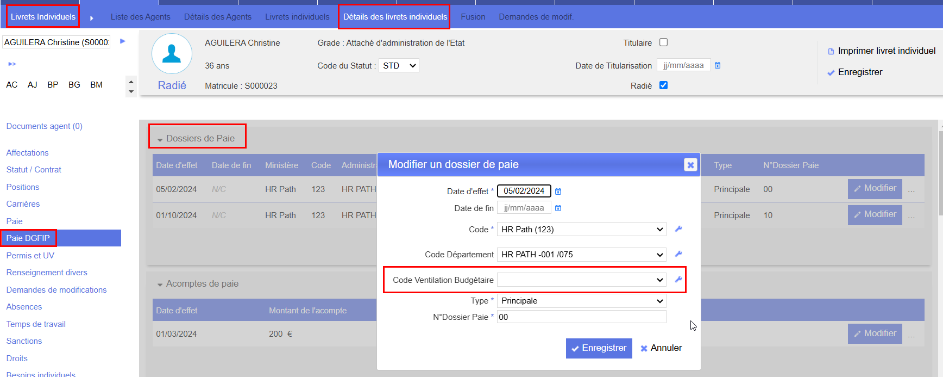 Livrets Individuels Liste des Agents Détails des Agents Livrets individuels Détails des livrets individuels Fusion Demandes de modif.
AGUILERA Christine (S0000
AC AJ BP BG BM
AGUILERA Christine Grade : Attaché d'administration de l'Etat Titulaire
36 ans Code du Statut : STD Date de Titularisation jj/mm/aaaa
Radié Matricule : S000023 Radié
Imprimer livret individuel
Enregistrer
Documents agent (0)
Affectations
Statut / Contrat
Positions
Carrières
Paie
Paie DGFIP
Permis et UV
Renseignement divers
Demandes de modifications
Absences
Temps de travail
Sanctions
Droits
Besoins individuels
Dossiers de Paie
Date d'effet Date de fin Ministère Code Administr Type N°Dossier Paie
05/02/2024 N/C HR Path 123 HR PATH Principale 00 Modifier ...
01/10/2024 N/C HR Path 123 HR PATH Principale 10 Modifier ...
Acomptes de paie
Date d'effet Montant de l'acompte
01/03/2024 200 € Modifier ...
Modifier un dossier de paie
Date d'effet * 05/02/2024
Date de fin jj/mm/aaaa
Code * HR Path (123)
Code Département HR PATH -001 /075
Code Ventilation Budgétaire
Type * Principale
N°Dossier Paie * 00
Enregistrer Annuler